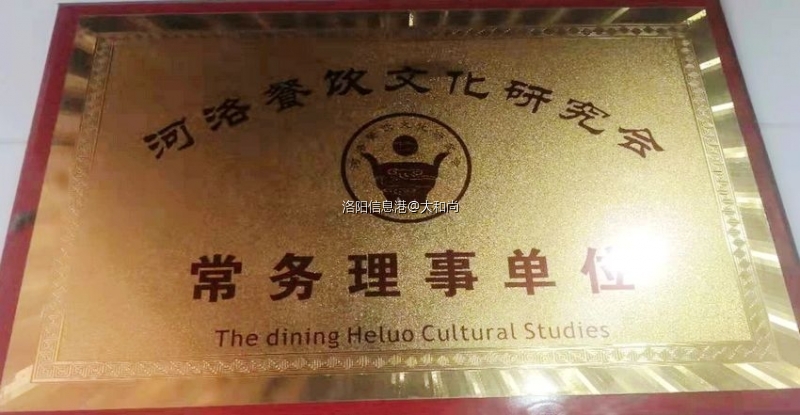 河洛餐饮文化研究会
洛阳信息港@大和尚
常务理事单位
The dining Heluo Cultural Studies